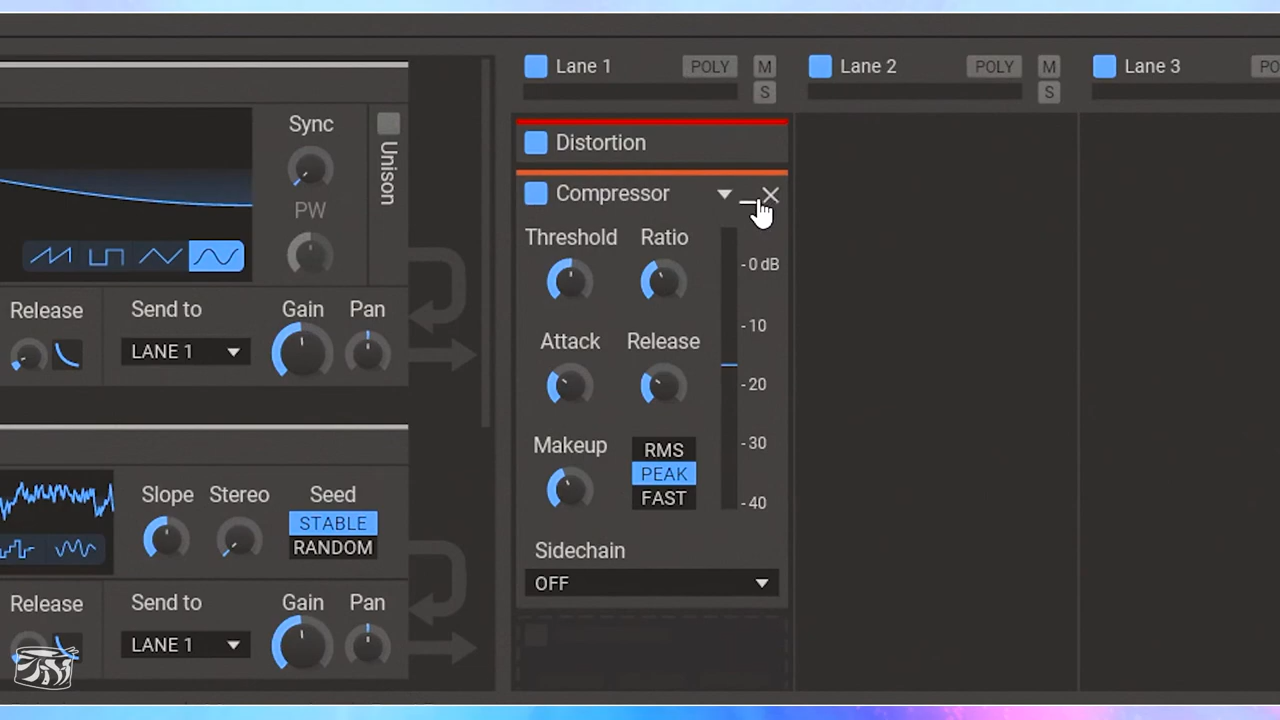 Lane 1 POLY M
S
Lane 2 POLY M
S
Lane 3 PO
Sync
Unison
PW
Release
Send to
LANE 1
Gain
Pan
Distortion
Compressor
Threshold
Ratio
Attack
Release
Makeup
RMS
PEAK
FAST
-0 dB
-10
-20
-30
-40
Sidechain
OFF
Slope
Stereo
Seed
STABLE
RANDOM
Release
Send to
LANE 1
Gain
Pan